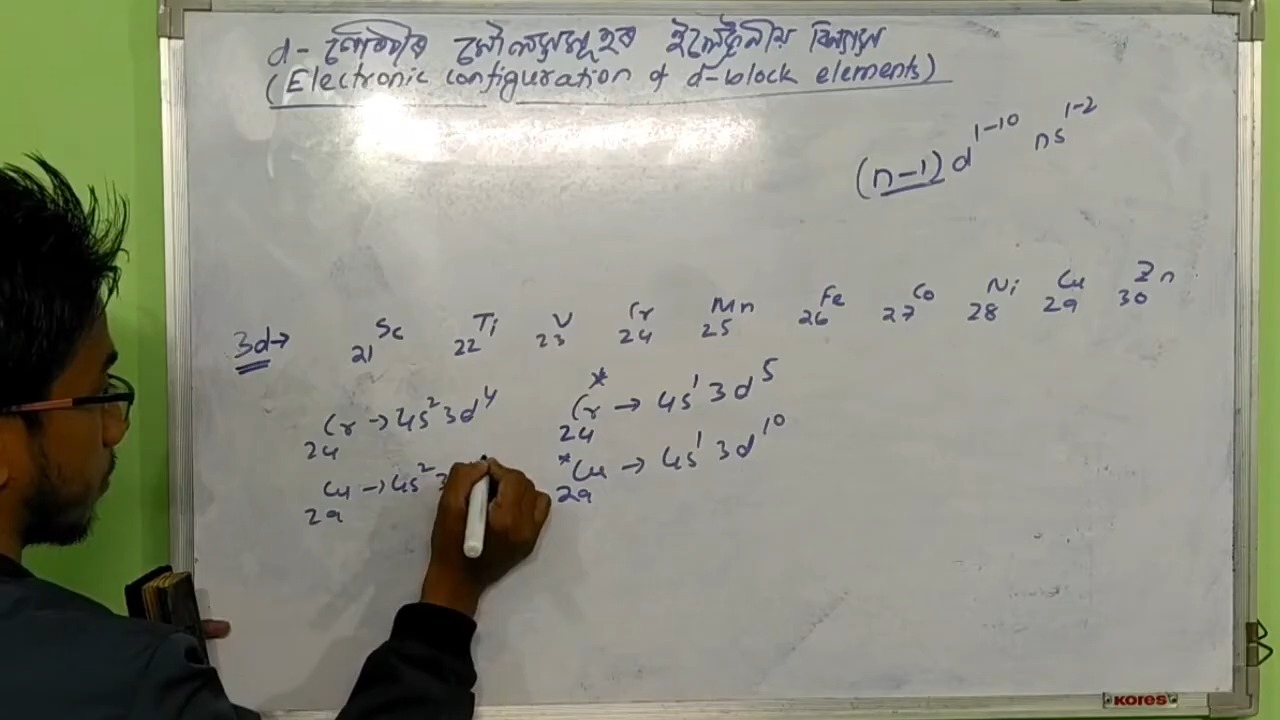 d- ব্লকৰ মৌলসমূহৰ ইলেক্ট্ৰনীয় বিন্যাস
(Electronic configuration of d-block elements)
(n-1)d¹⁻¹⁰ ns¹⁻²
3d→ ₂₁Sc ₂₂Ti ₂₃V ₂₄Cr ₂₅Mn ₂₆Fe ₂₇Co ₂₈Ni ₂₉Cu ₃₀Zn
₂₄Cr → 4s² 3d⁴ *₂₄Cr → 4s¹ 3d⁵
₂₉Cu → 4s² 3 *₂₉Cu → 4s¹ 3d¹⁰
KORES